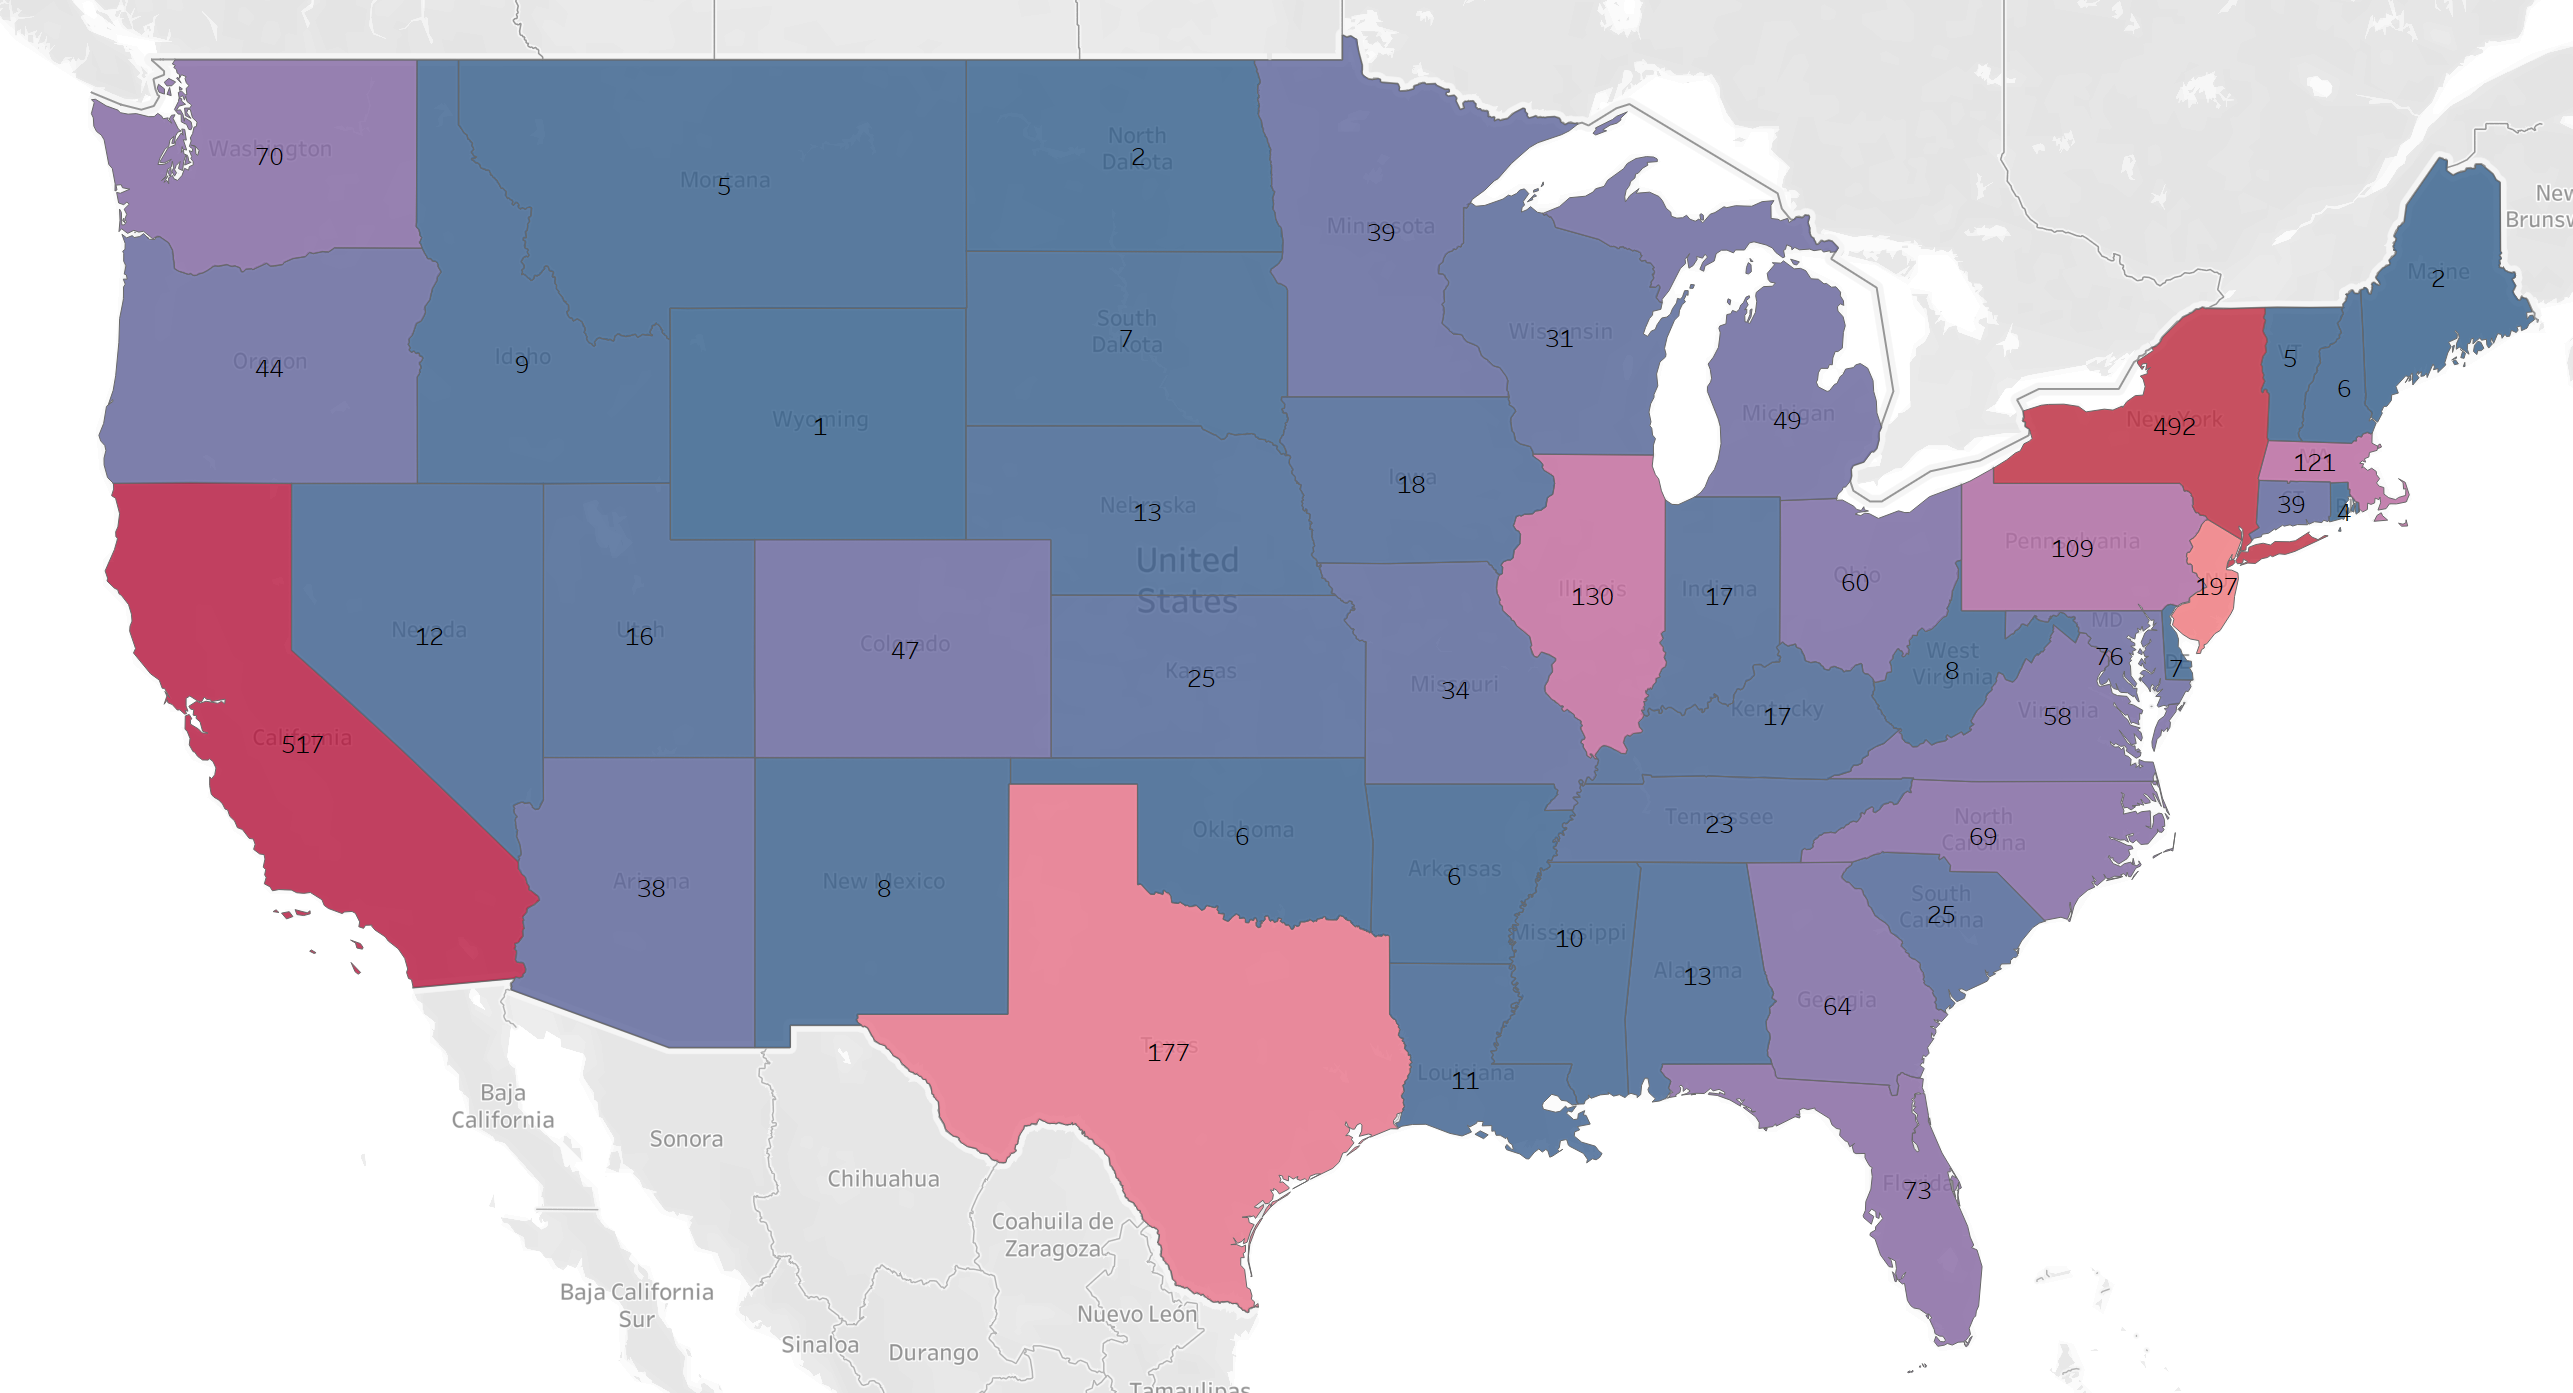 Washington
70
Montana
5
North
Dakota
2
Minnesota
39
New
Brunsw
Maine
2
Oregon
44
Idaho
9
South
Dakota
7
Wisconsin
31
VT
5
6
Wyoming
1
Michigan
49
New York
492
121
Iowa
18
Nebraska
13
CT
39
4
Pennsylvania
109
United
States
Illinois
130
Indiana
17
Ohio
60
197
Nevada
12
Utah
16
Colorado
47
Kansas
25
Missouri
34
West
Virginia
8
MD
76
DE
7
California
517
Kentucky
17
Virginia
58
Tennessee
23
North
Carolina
69
Arizona
38
New Mexico
8
Oklahoma
6
Arkansas
6
South
Carolina
25
Mississippi
10
Alabama
13
Georgia
64
Texas
177
Louisiana
11
Florida
73
Baja
California
Sonora
Chihuahua
Coahuila de
Zaragoza
Baja California
Sur
Nuevo León
Sinaloa
Durango
Tamaulipas